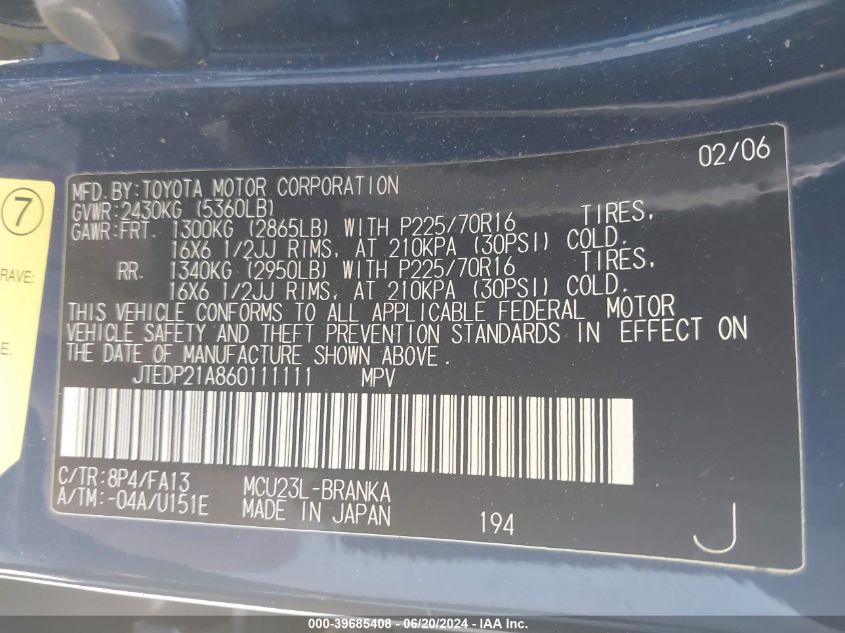 02/06
MFD. BY: TOYOTA MOTOR CORPORATION
GVWR: 2430KG (5360LB)
GAWR: FRT. 1300KG (2865LB) WITH P225/70R16 TIRES,
16X6 1/2JJ RIMS, AT 210KPA (30PSI) COLD.
RR. 1340KG (2950LB) WITH P225/70R16 TIRES,
16X6 1/2JJ RIMS, AT 210KPA (30PSI) COLD.
THIS VEHICLE CONFORMS TO ALL APPLICABLE FEDERAL MOTOR
VEHICLE SAFETY AND THEFT PREVENTION STANDARDS IN EFFECT ON
THE DATE OF MANUFACTURE SHOWN ABOVE.
JTEDP21A860111111 MPV
C/TR: 8P4/FA13 MCU23L-BRANKA
A/TM: -04A/U151E MADE IN JAPAN 194
J
7
RAVE:
E.
000-39685408 - 06/20/2024 - IAA Inc.